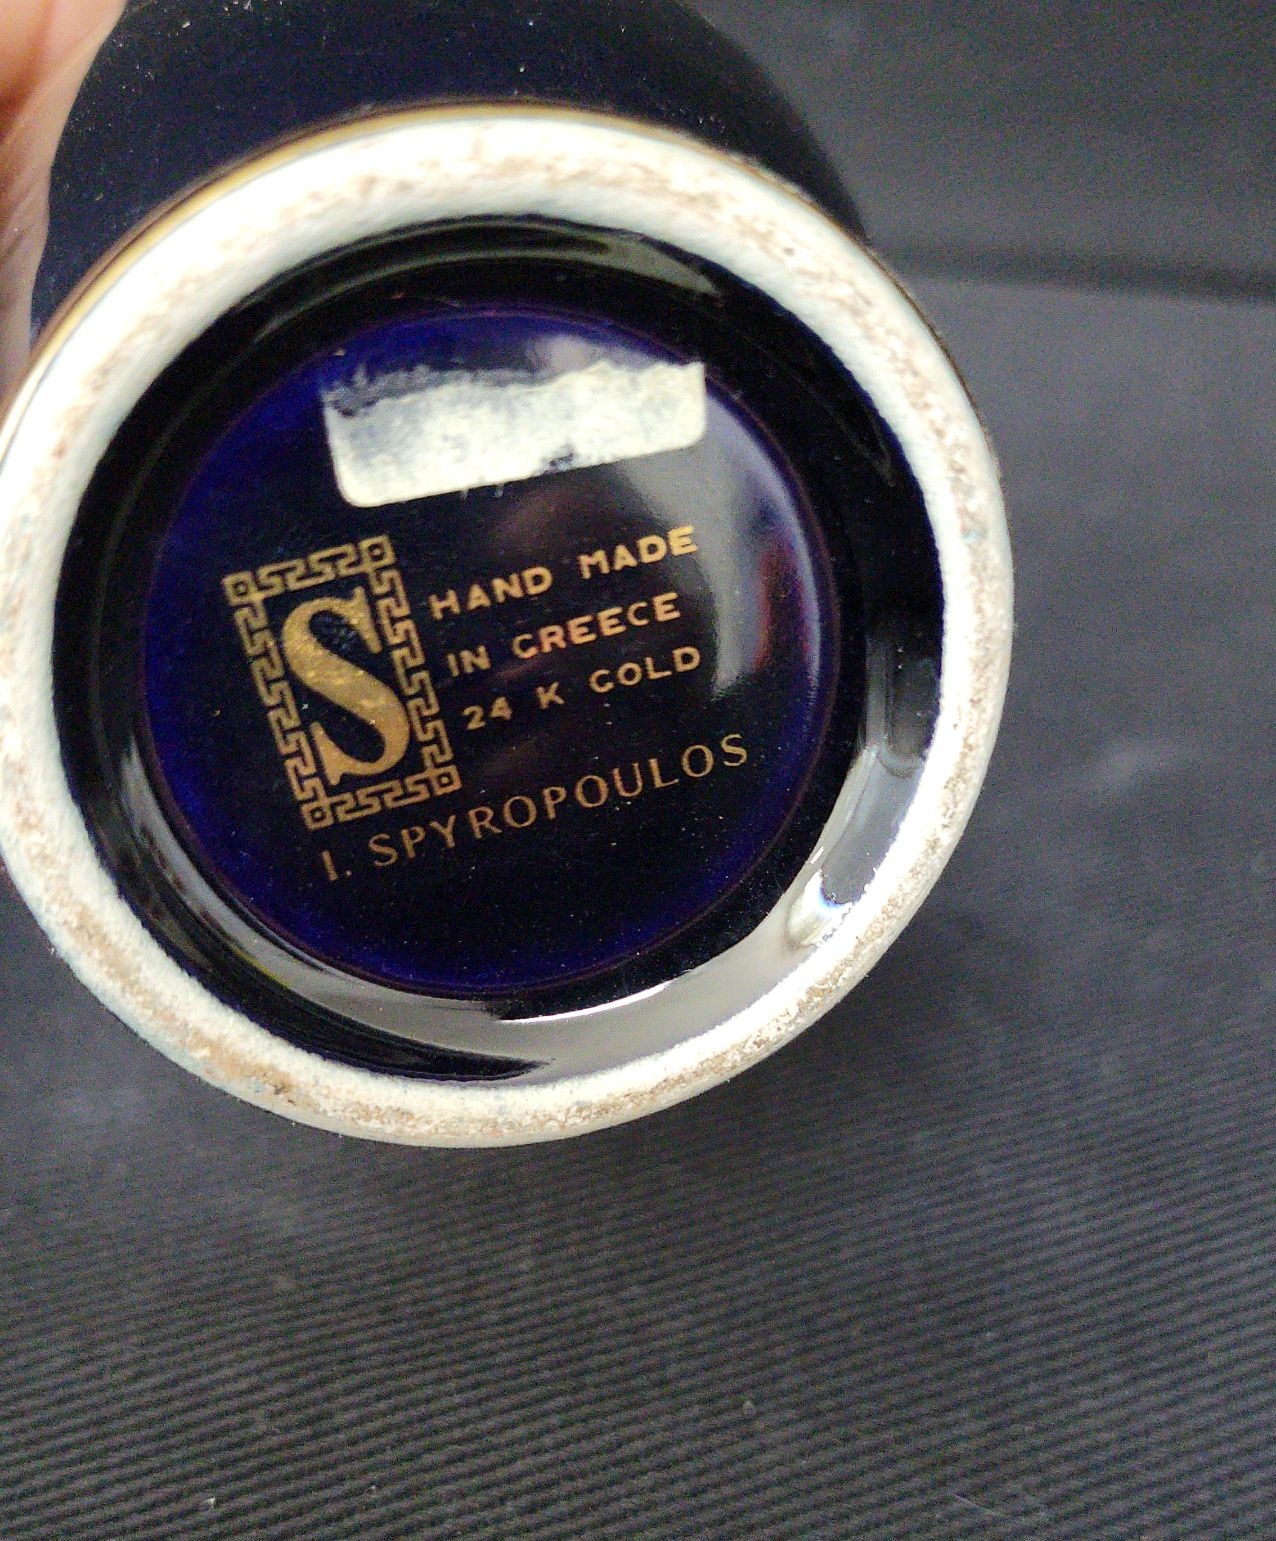 S
HAND MADE
IN GREECE
24 K GOLD
I. SPYROPOULOS